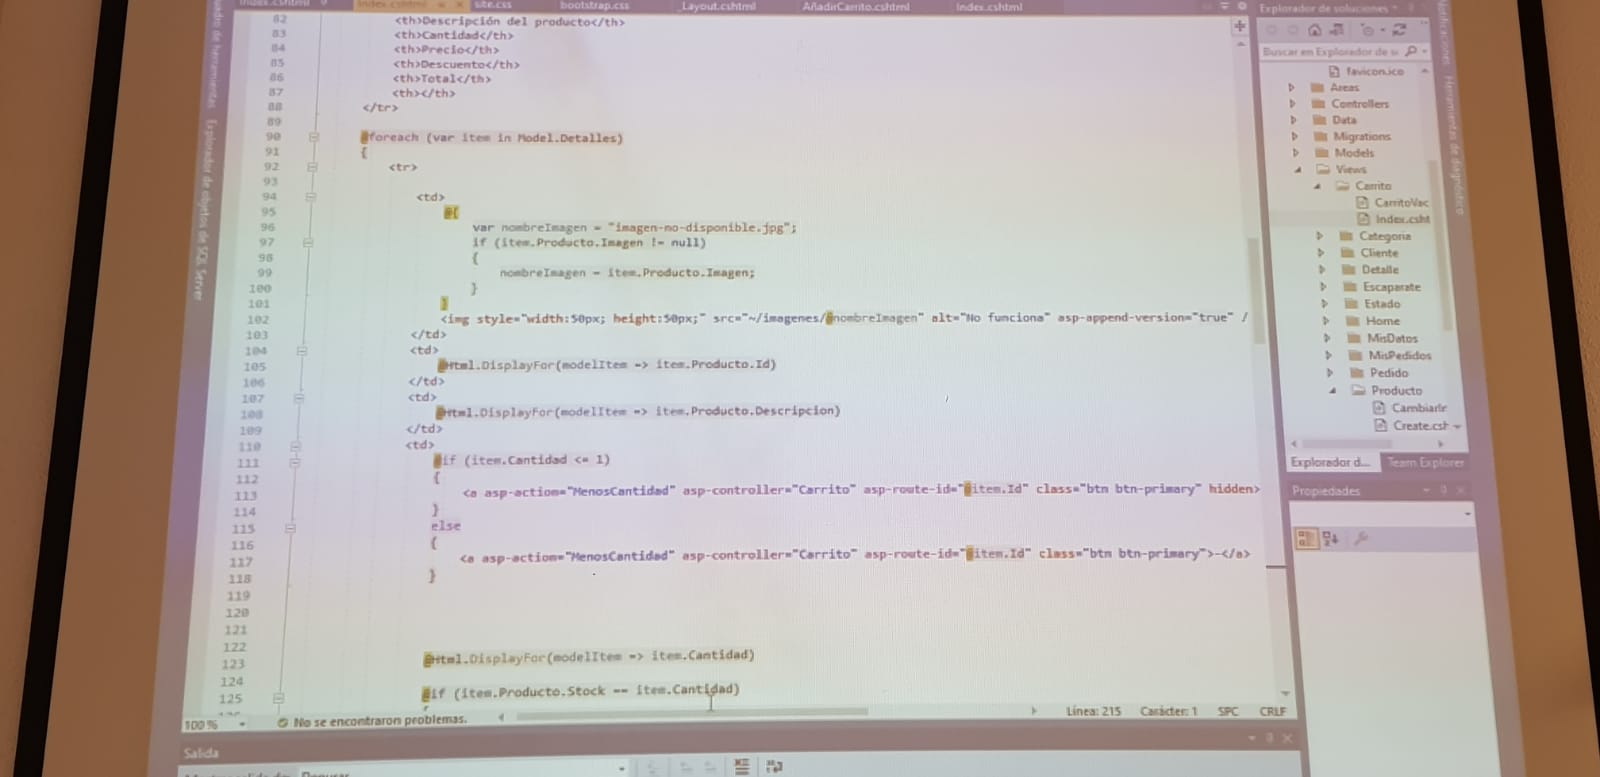 Index.cshtml
Index.cshtml
site.css
bootstrap.css
_Layout.cshtml
AñadirCarrito.cshtml
Index.cshtml
82 <th>Descripción del producto</th>
83 <th>Cantidad</th>
84 <th>Precio</th>
85 <th>Descuento</th>
86 <th>Total</th>
87 <th></th>
88 </tr>
89
90 @foreach (var item in Model.Detalles)
91 {
92 <tr>
93
94 <td>
95 @{
96 var nombreImagen = "imagen-no-disponible.jpg";
97 if (item.Producto.Imagen != null)
98 {
99 nombreImagen = item.Producto.Imagen;
100 }
101 }
102 <img style="width:50px; height:50px;" src="~/imagenes/@nombreImagen" alt="No funciona" asp-append-version="true" /
103 </td>
104 <td>
105 @Html.DisplayFor(modelItem => item.Producto.Id)
106 </td>
107 <td>
108 @Html.DisplayFor(modelItem => item.Producto.Descripcion)
109 </td>
110 <td>
111 @if (item.Cantidad <= 1)
112 {
113 <a asp-action="MenosCantidad" asp-controller="Carrito" asp-route-id="@item.Id" class="btn btn-primary" hidden>
114 }
115 else
116 {
117 <a asp-action="MenosCantidad" asp-controller="Carrito" asp-route-id="@item.Id" class="btn btn-primary">-</a>
118 }
119
120
121
122
123 @Html.DisplayFor(modelItem => item.Cantidad)
124
125 @if (item.Producto.Stock == item.Cantidad)
100 %
No se encontraron problemas.
Línea: 215
Carácter: 1
SPC
CRLF
Salida
Depurar
Explorador de objetos de SQL Server
de herramientas
Explorador de soluciones
Buscar en Explorador de s
favicon.ico
Areas
Controllers
Data
Migrations
Models
Views
Carrito
CarritoVac
Index.csht
Categoria
Cliente
Detalle
Escaparate
Estado
Home
MisDatos
MisPedidos
Pedido
Producto
CambiarIr
Create.csh
Explorador d...
Team Explorer
Propiedades
Notificaciones
Herramientas de diagnóstico